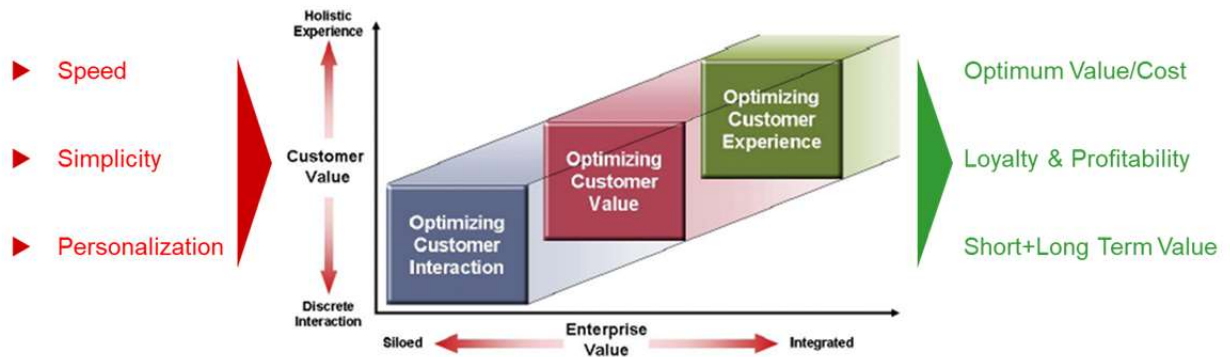 Speed
Simplicity
Personalization
Holistic
Experience
Customer
Value
Discrete
Interaction
Optimizing
Customer
Interaction
Optimizing
Customer
Value
Optimizing
Customer
Experience
Siloed
Enterprise
Value
Integrated
Optimum Value/Cost
Loyalty & Profitability
Short+Long Term Value